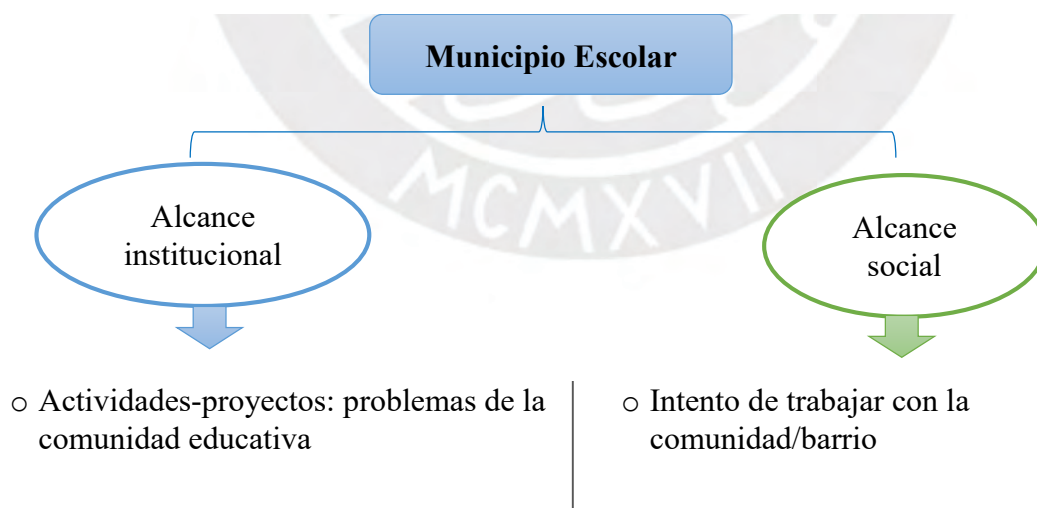 Municipio Escolar
MCMXVII
Alcance
institucional
Alcance
social
○ Actividades-proyectos: problemas de la
comunidad educativa
○ Intento de trabajar con la
comunidad/barrio